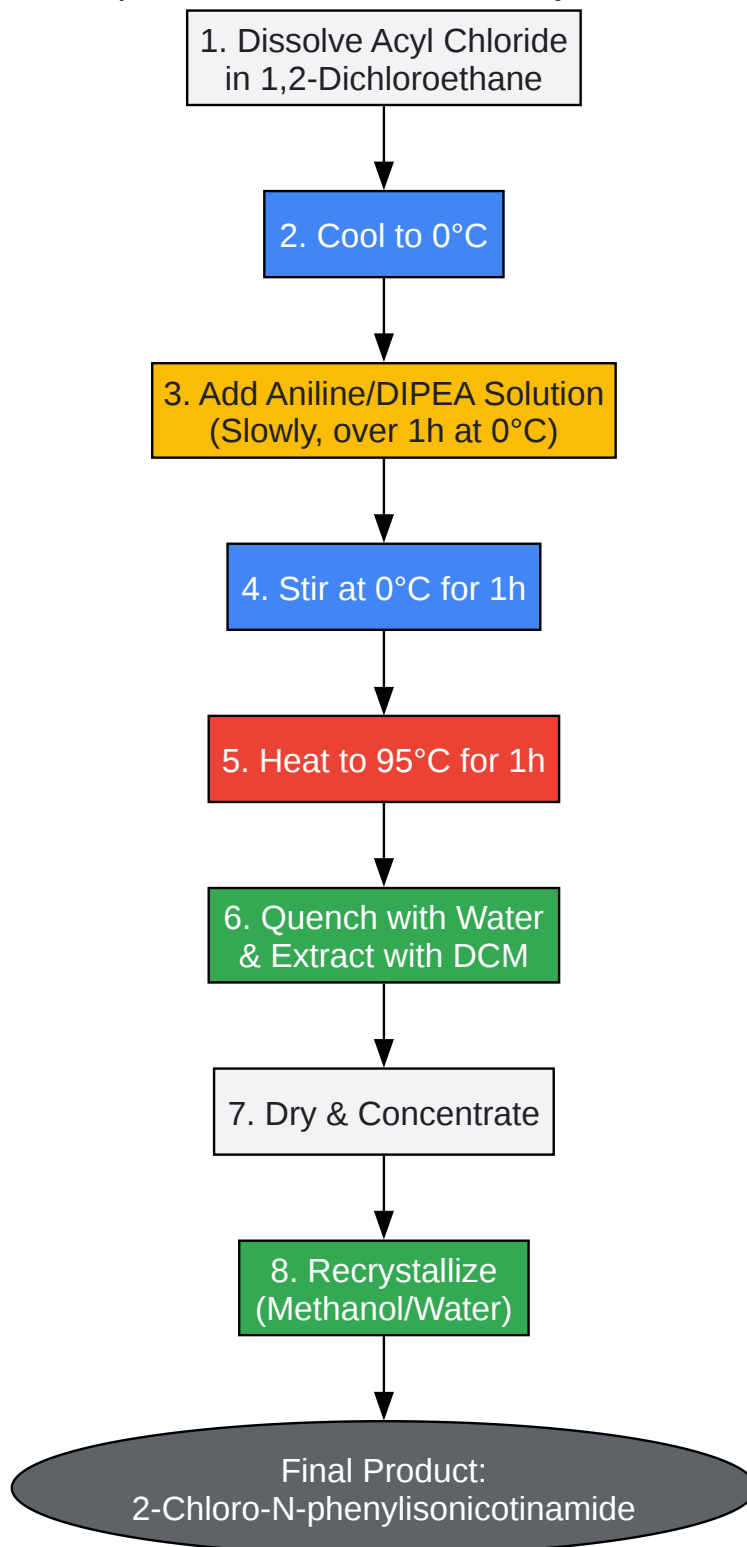 1. Dissolve Acyl Chloride
in 1,2-Dichloroethane
2. Cool to 0°C
3. Add Aniline/DIPEA Solution
(Slowly, over 1h at 0°C)
4. Stir at 0°C for 1h
5. Heat to 95°C for 1h
6. Quench with Water
& Extract with DCM
7. Dry & Concentrate
8. Recrystallize
(Methanol/Water)
Final Product:
2-Chloro-N-phenylisonicotinamide